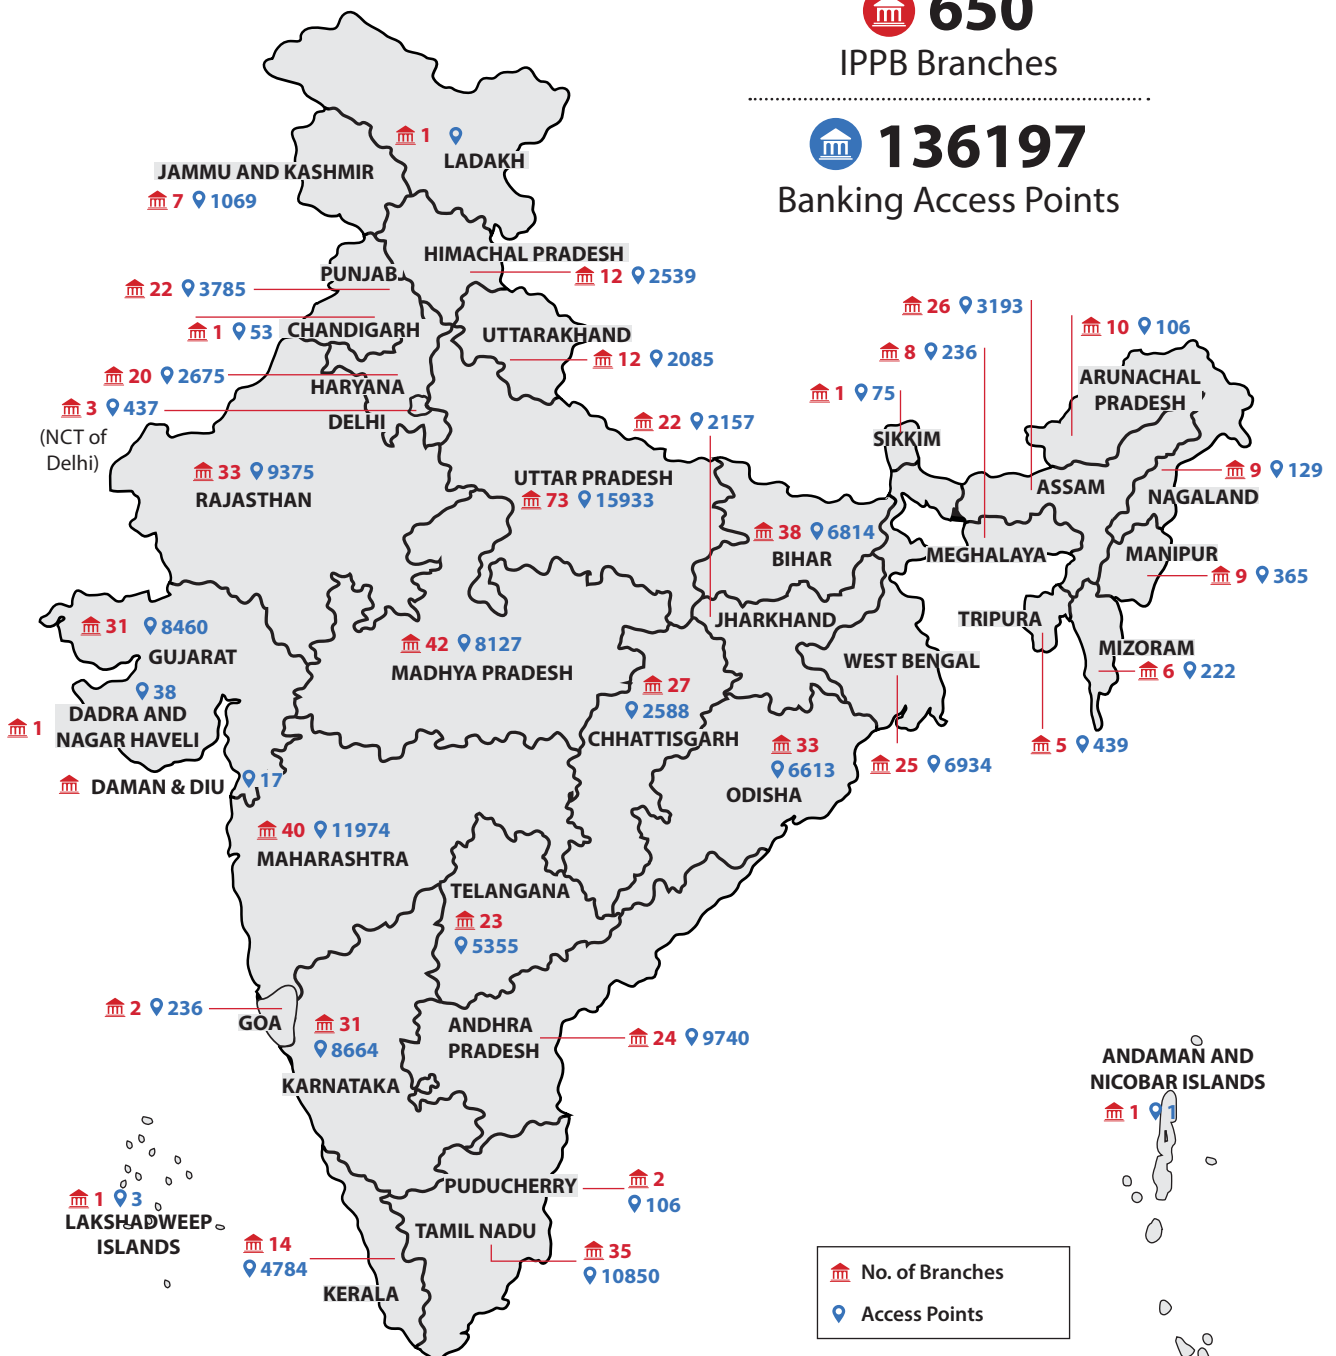 650
IPPB Branches
136197
Banking Access Points
1
LADAKH
JAMMU AND KASHMIR
7 1069
HIMACHAL PRADESH
12 2539
PUNJAB
22 3785
1 53 CHANDIGARH
UTTARAKHAND
12 2085
20 2675
HARYANA
3 437
(NCT of
Delhi)
DELHI
26 3193
10 106
8 236
ARUNACHAL
PRADESH
1 75
22 2157
SIKKIM
33 9375
RAJASTHAN
UTTAR PRADESH
73 15933
ASSAM
9 129
NAGALAND
38 6814
BIHAR
MEGHALAYA
MANIPUR
9 365
31 8460
GUJARAT
JHARKHAND
TRIPURA
42 8127
MADHYA PRADESH
WEST BENGAL
MIZORAM
6 222
38
1
DADRA AND
NAGAR HAVELI
27
2588
CHHATTISGARH
33
6613
ODISHA
25 6934
5 439
DAMAN & DIU 17
40 11974
MAHARASHTRA
TELANGANA
23
5355
2 236
GOA
31
8664
KARNATAKA
ANDHRA
PRADESH
24 9740
ANDAMAN AND
NICOBAR ISLANDS
1 1
1 3
LAKSHADWEEP
ISLANDS
PUDUCHERRY
2
106
TAMIL NADU
35
10850
14
4784
KERALA
No. of Branches
Access Points